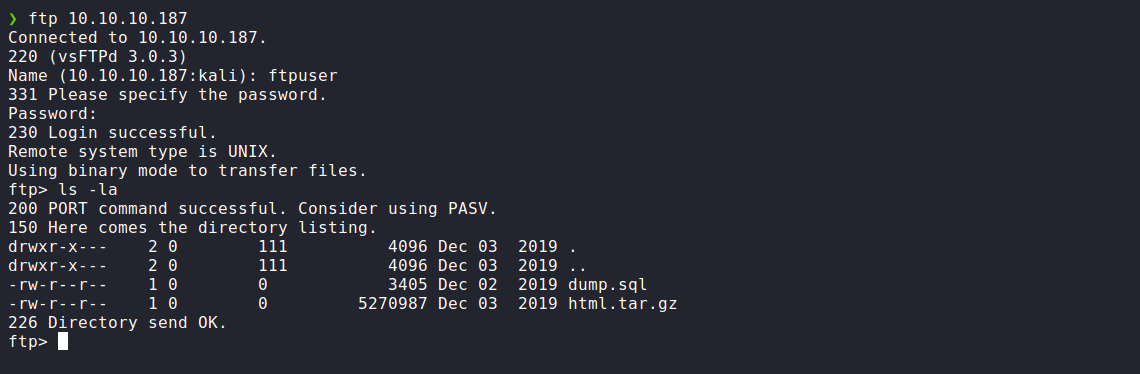 ❯ ftp 10.10.10.187
Connected to 10.10.10.187.
220 (vsFTPd 3.0.3)
Name (10.10.10.187:kali): ftpuser
331 Please specify the password.
Password:
230 Login successful.
Remote system type is UNIX.
Using binary mode to transfer files.
ftp> ls -la
200 PORT command successful. Consider using PASV.
150 Here comes the directory listing.
drwxr-x---    2 0        111          4096 Dec 03  2019 .
drwxr-x---    2 0        111          4096 Dec 03  2019 ..
-rw-r--r--    1 0        0            3405 Dec 02  2019 dump.sql
-rw-r--r--    1 0        0         5270987 Dec 03  2019 html.tar.gz
226 Directory send OK.
ftp>